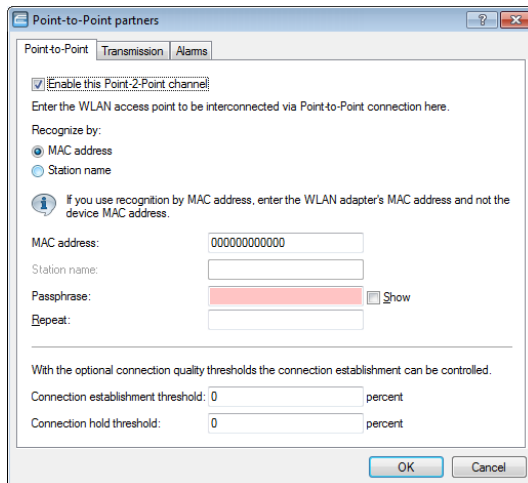 Point-to-Point partners
Point-to-Point Transmission Alarms
Enable this Point-2-Point channel
Enter the WLAN access point to be interconnected via Point-to-Point connection here.
Recognize by:
MAC address
Station name
If you use recognition by MAC address, enter the WLAN adapter's MAC address and not the
device MAC address.
MAC address: 000000000000
Station name:
Passphrase: Show
Repeat:
With the optional connection quality thresholds the connection establishment can be controlled.
Connection establishment threshold: 0 percent
Connection hold threshold: 0 percent
OK Cancel